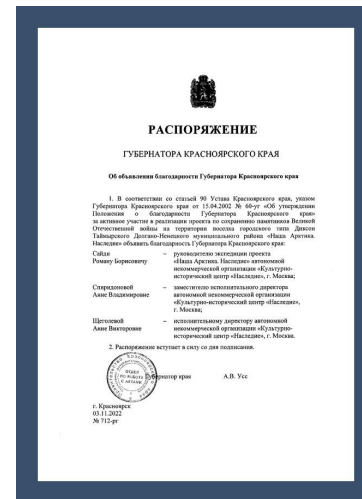 РАСПОРЯЖЕНИЕ
ГУБЕРНАТОРА КРАСНОЯРСКОГО КРАЯ
Об объявлении благодарности Губернатора Красноярского края
1. В соответствии со статьей 90 Устава Красноярского края, указом
Губернатора Красноярского края от 15.04.2002 № 60-уг «Об утверждении
Положения о благодарности Губернатора Красноярского края»
за активное участие в реализации проекта по сохранению памятников Великой
Отечественной войны на территории поселка городского типа Диксон
Таймырского Долгано-Ненецкого муниципального района «Наша Арктика.
Наследие» объявить благодарность Губернатора Красноярского края:
Сайди – руководителю экспедиции проекта
Роману Борисовичу «Наша Арктика. Наследие» автономной
некоммерческой организации «Культурно-
исторический центр «Наследие», г. Москва;
Спиридоновой – заместителю исполнительного директора
Анне Владимировне автономной некоммерческой организации
«Культурно-исторический центр «Наследие»,
г. Москва;
Щеголевой – исполнительному директору автономной
Анне Викторовне некоммерческой организации «Культурно-
исторический центр «Наследие», г. Москва.
2. Распоряжение вступает в силу со дня подписания.
ОТДЕЛ
ПО РАБОТЕ
С АКТАМИ
Губернатор края А.В. Усс
г. Красноярск
03.11.2022
№ 712-рг